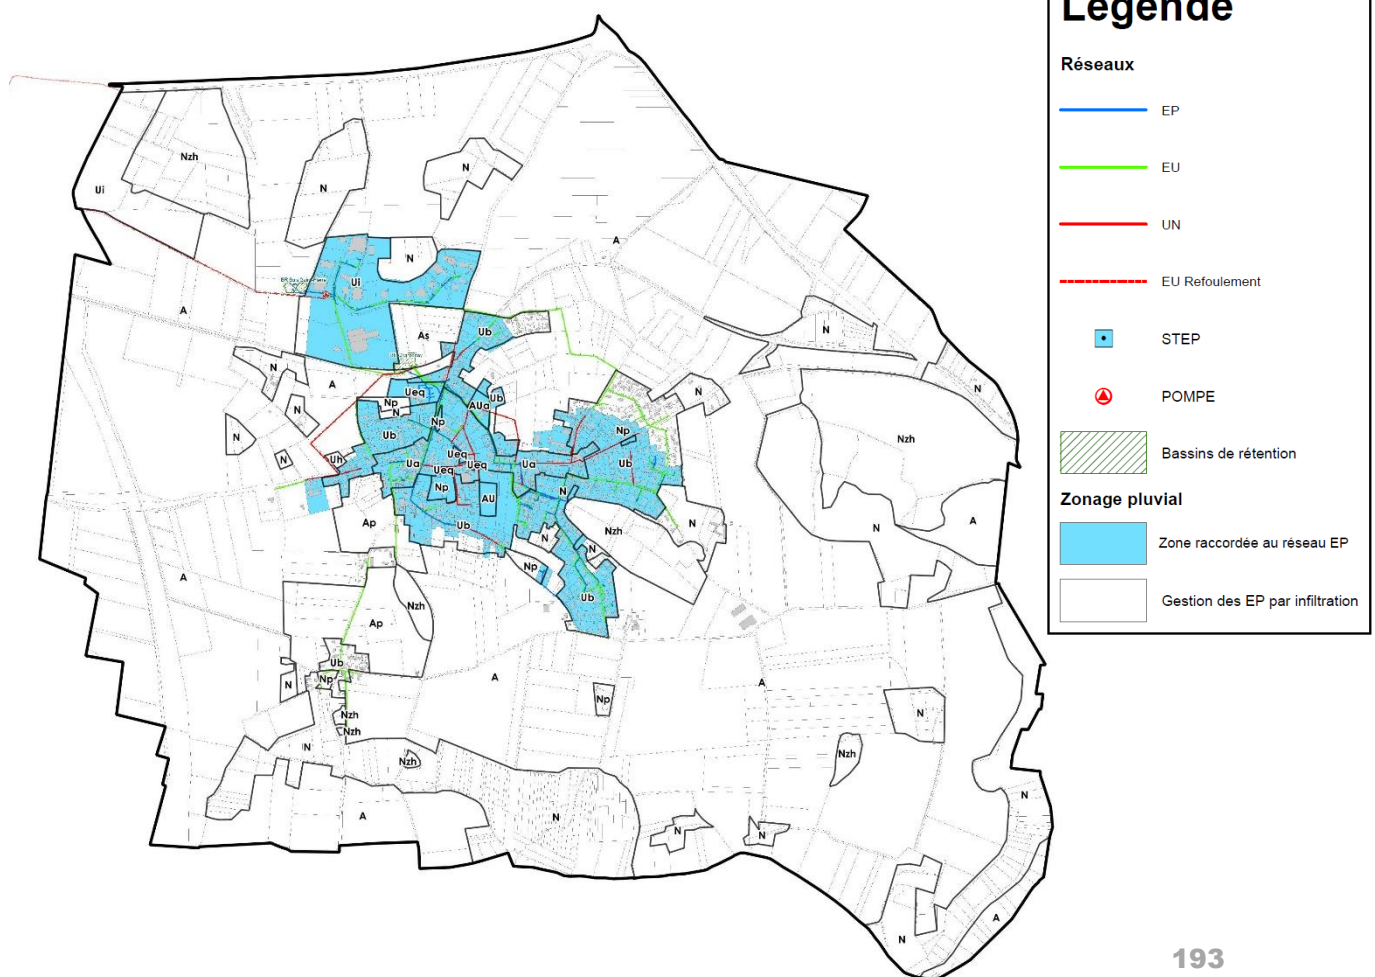 Légende
Réseaux
EP
EU
UN
EU Refoulement
STEP
POMPE
Bassins de rétention
Zonage pluvial
Zone raccordée au réseau EP
Gestion des EP par infiltration
Nzh
Ui
N
N
A
N
Ui
A
As
Ub
N
N
A
N
N
Ueq
Ub
Np
N
AUa
N
N
Np
Np
Ub
Nzh
Ueq
N
Uh
Ua
Ueq
Ueq
Ua
Ub
Np
AU
N
Ap
Ub
N
Nzh
N
N
A
N
A
Np
Ub
Nzh
Ap
Ub
Np
N
A
A
Np
N
Nzh
Nzh
N
Nzh
Nzh
N
A
N
N
N
A
N
193